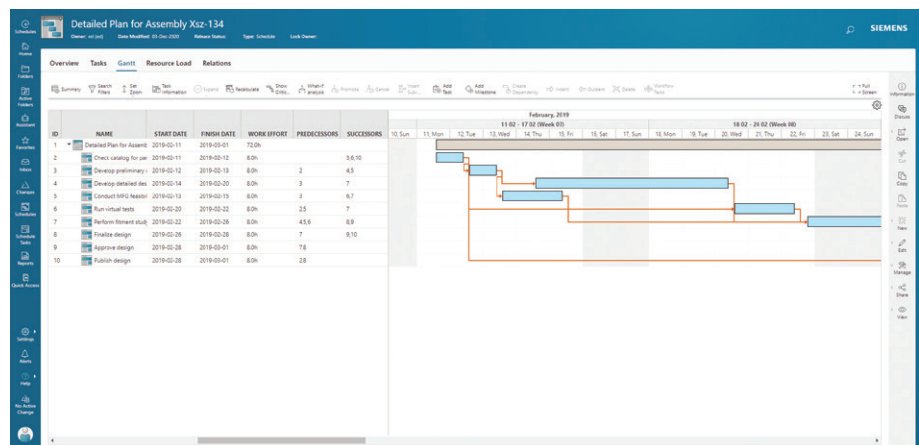 Detailed Plan for Assembly Xsz-134
SIEMENS
Owner: ed (ed) Date Modified: 03-Dec-2020 Release Status: Type: Schedule Lock Owner:
Overview Tasks Gantt Resource Load Relations
Summary Search Filters Set Zoom Task Information Expand Recalculate Show Critic... What-if analysis Promote Cancel Insert Sub-... Add Task Add Milestone Create Dependency Indent Outdent Delete Workflow Tasks Full Screen
February, 2019
11 02 - 17 02 (Week 07) 18 02 - 24 02 (Week 08)
ID NAME START DATE FINISH DATE WORK EFFORT PREDECESSORS SUCCESSORS 10, Sun 11, Mon 12, Tue 13, Wed 14, Thu 15, Fri 16, Sat 17, Sun 18, Mon 19, Tue 20, Wed 21, Thu 22, Fri 23, Sat 24, Sun
1 Detailed Plan for Assemb 2019-02-11 2019-03-01 72.0h
2 Check catalog for par 2019-02-11 2019-02-12 8.0h 3,6,10
3 Develop preliminary 2019-02-12 2019-02-13 8.0h 2 4,5
4 Develop detailed des 2019-02-14 2019-02-20 8.0h 3 7
5 Conduct MFG feasibi 2019-02-13 2019-02-15 8.0h 3 6,7
6 Run virtual tests 2019-02-20 2019-02-22 8.0h 2,5 7
7 Perform fitment study 2019-02-22 2019-02-26 8.0h 4,5,6 8,9
8 Finalize design 2019-02-26 2019-02-28 8.0h 7 9,10
9 Approve design 2019-02-28 2019-03-01 8.0h 7,8
10 Publish design 2019-02-28 2019-03-01 8.0h 2,8
Schedules
Home
Folders
Active Folders
Assistant
Favorites
Inbox
Changes
Schedules
Schedule Tasks
Reports
Quick Access
Settings
Alerts
Help
No Active Change
Information
Discuss
Open
Cut
Copy
Paste
New
Edit
Manage
Share
View